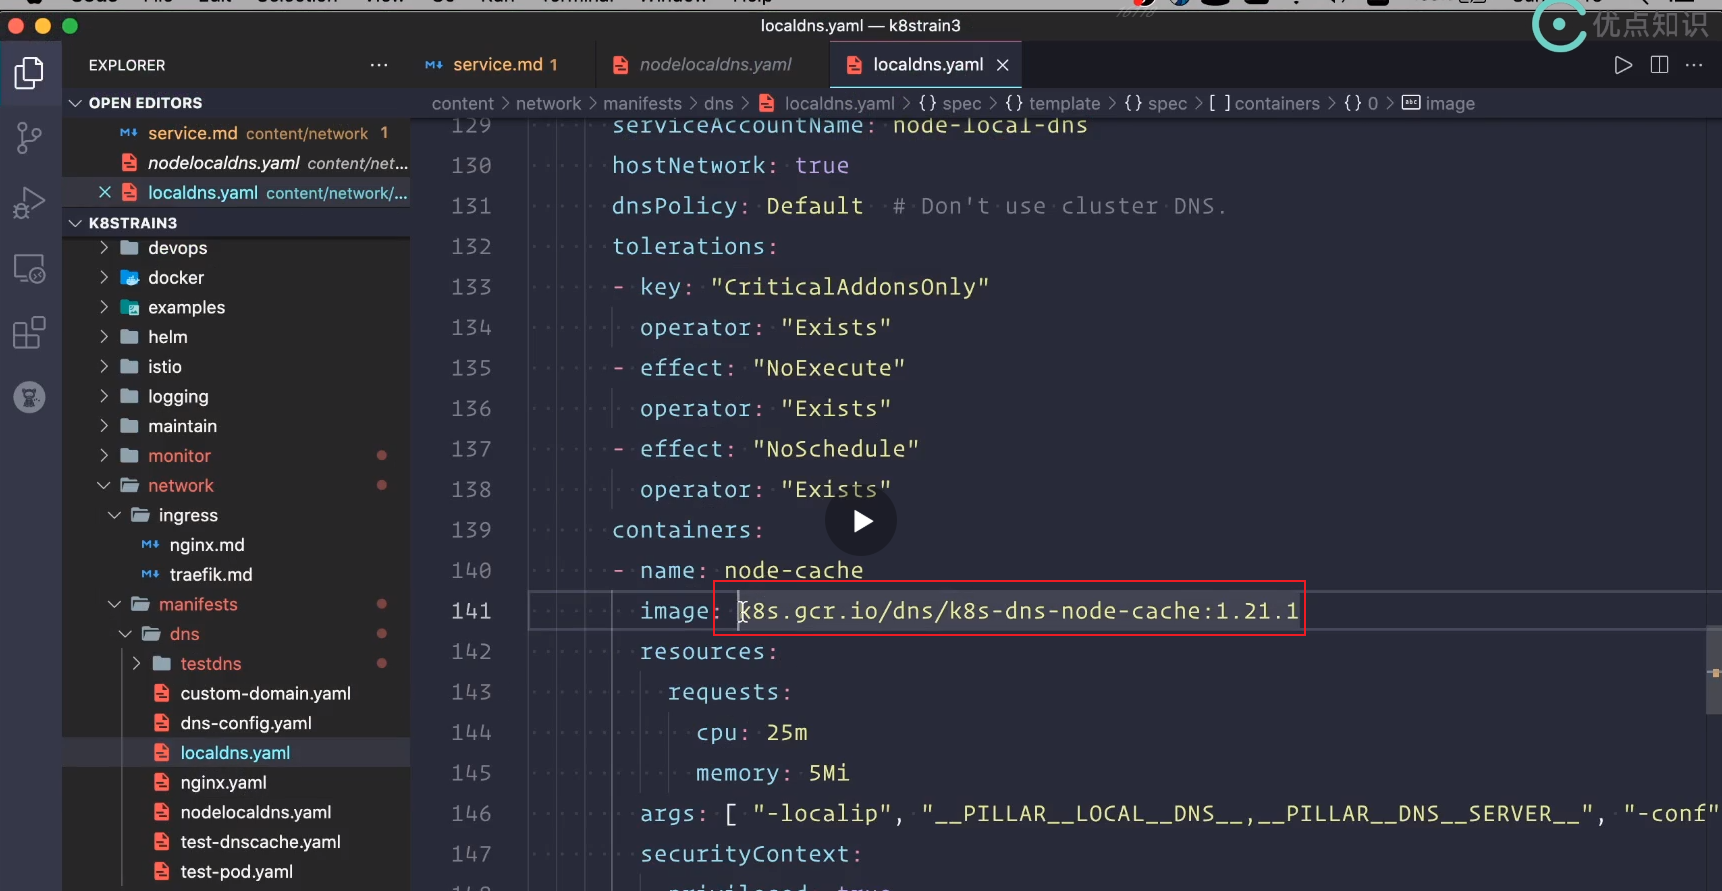 localdns.yaml — k8strain3
优点知识
EXPLORER
service.md 1
nodelocaldns.yaml
localdns.yaml
OPEN EDITORS
content > network > manifests > dns > localdns.yaml > {} spec > {} template > {} spec > [ ] containers > {} 0 > image
service.md content/network 1
nodelocaldns.yaml content/net...
localdns.yaml content/network/...
K8STRAIN3
devops
docker
examples
helm
istio
logging
maintain
monitor
network
ingress
nginx.md
traefik.md
manifests
dns
testdns
custom-domain.yaml
dns-config.yaml
localdns.yaml
nginx.yaml
nodelocaldns.yaml
test-dnscache.yaml
test-pod.yaml
129 serviceAccountName: node-local-dns
130 hostNetwork: true
131 dnsPolicy: Default # Don't use cluster DNS.
132 tolerations:
133 - key: "CriticalAddonsOnly"
134 operator: "Exists"
135 - effect: "NoExecute"
136 operator: "Exists"
137 - effect: "NoSchedule"
138 operator: "Exists"
139 containers:
140 - name: node-cache
141 image: k8s.gcr.io/dns/k8s-dns-node-cache:1.21.1
142 resources:
143 requests:
144 cpu: 25m
145 memory: 5Mi
146 args: [ "-localip", "__PILLAR__LOCAL__DNS__,__PILLAR__DNS__SERVER__", "-conf"
147 securityContext: